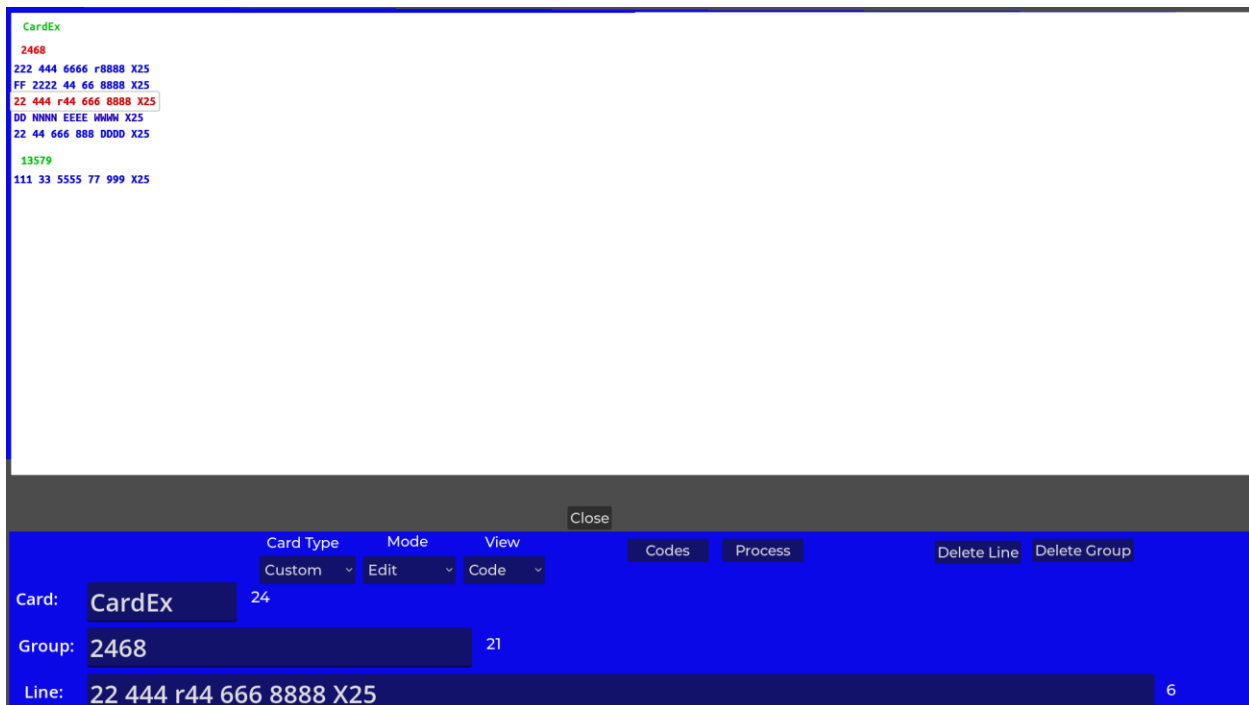 CardEx
2468
222 444 6666 r8888 X25
FF 2222 44 66 8888 X25
22 444 r44 666 8888 X25
DD NNNN EEEE WWWW X25
22 44 666 888 DDDD X25
13579
111 33 5555 77 999 X25
Close
Card Type Mode View
Codes Process Delete Line Delete Group
Custom Edit Code
Card: CardEx 24
Group: 2468 21
Line: 22 444 r44 666 8888 X25 6